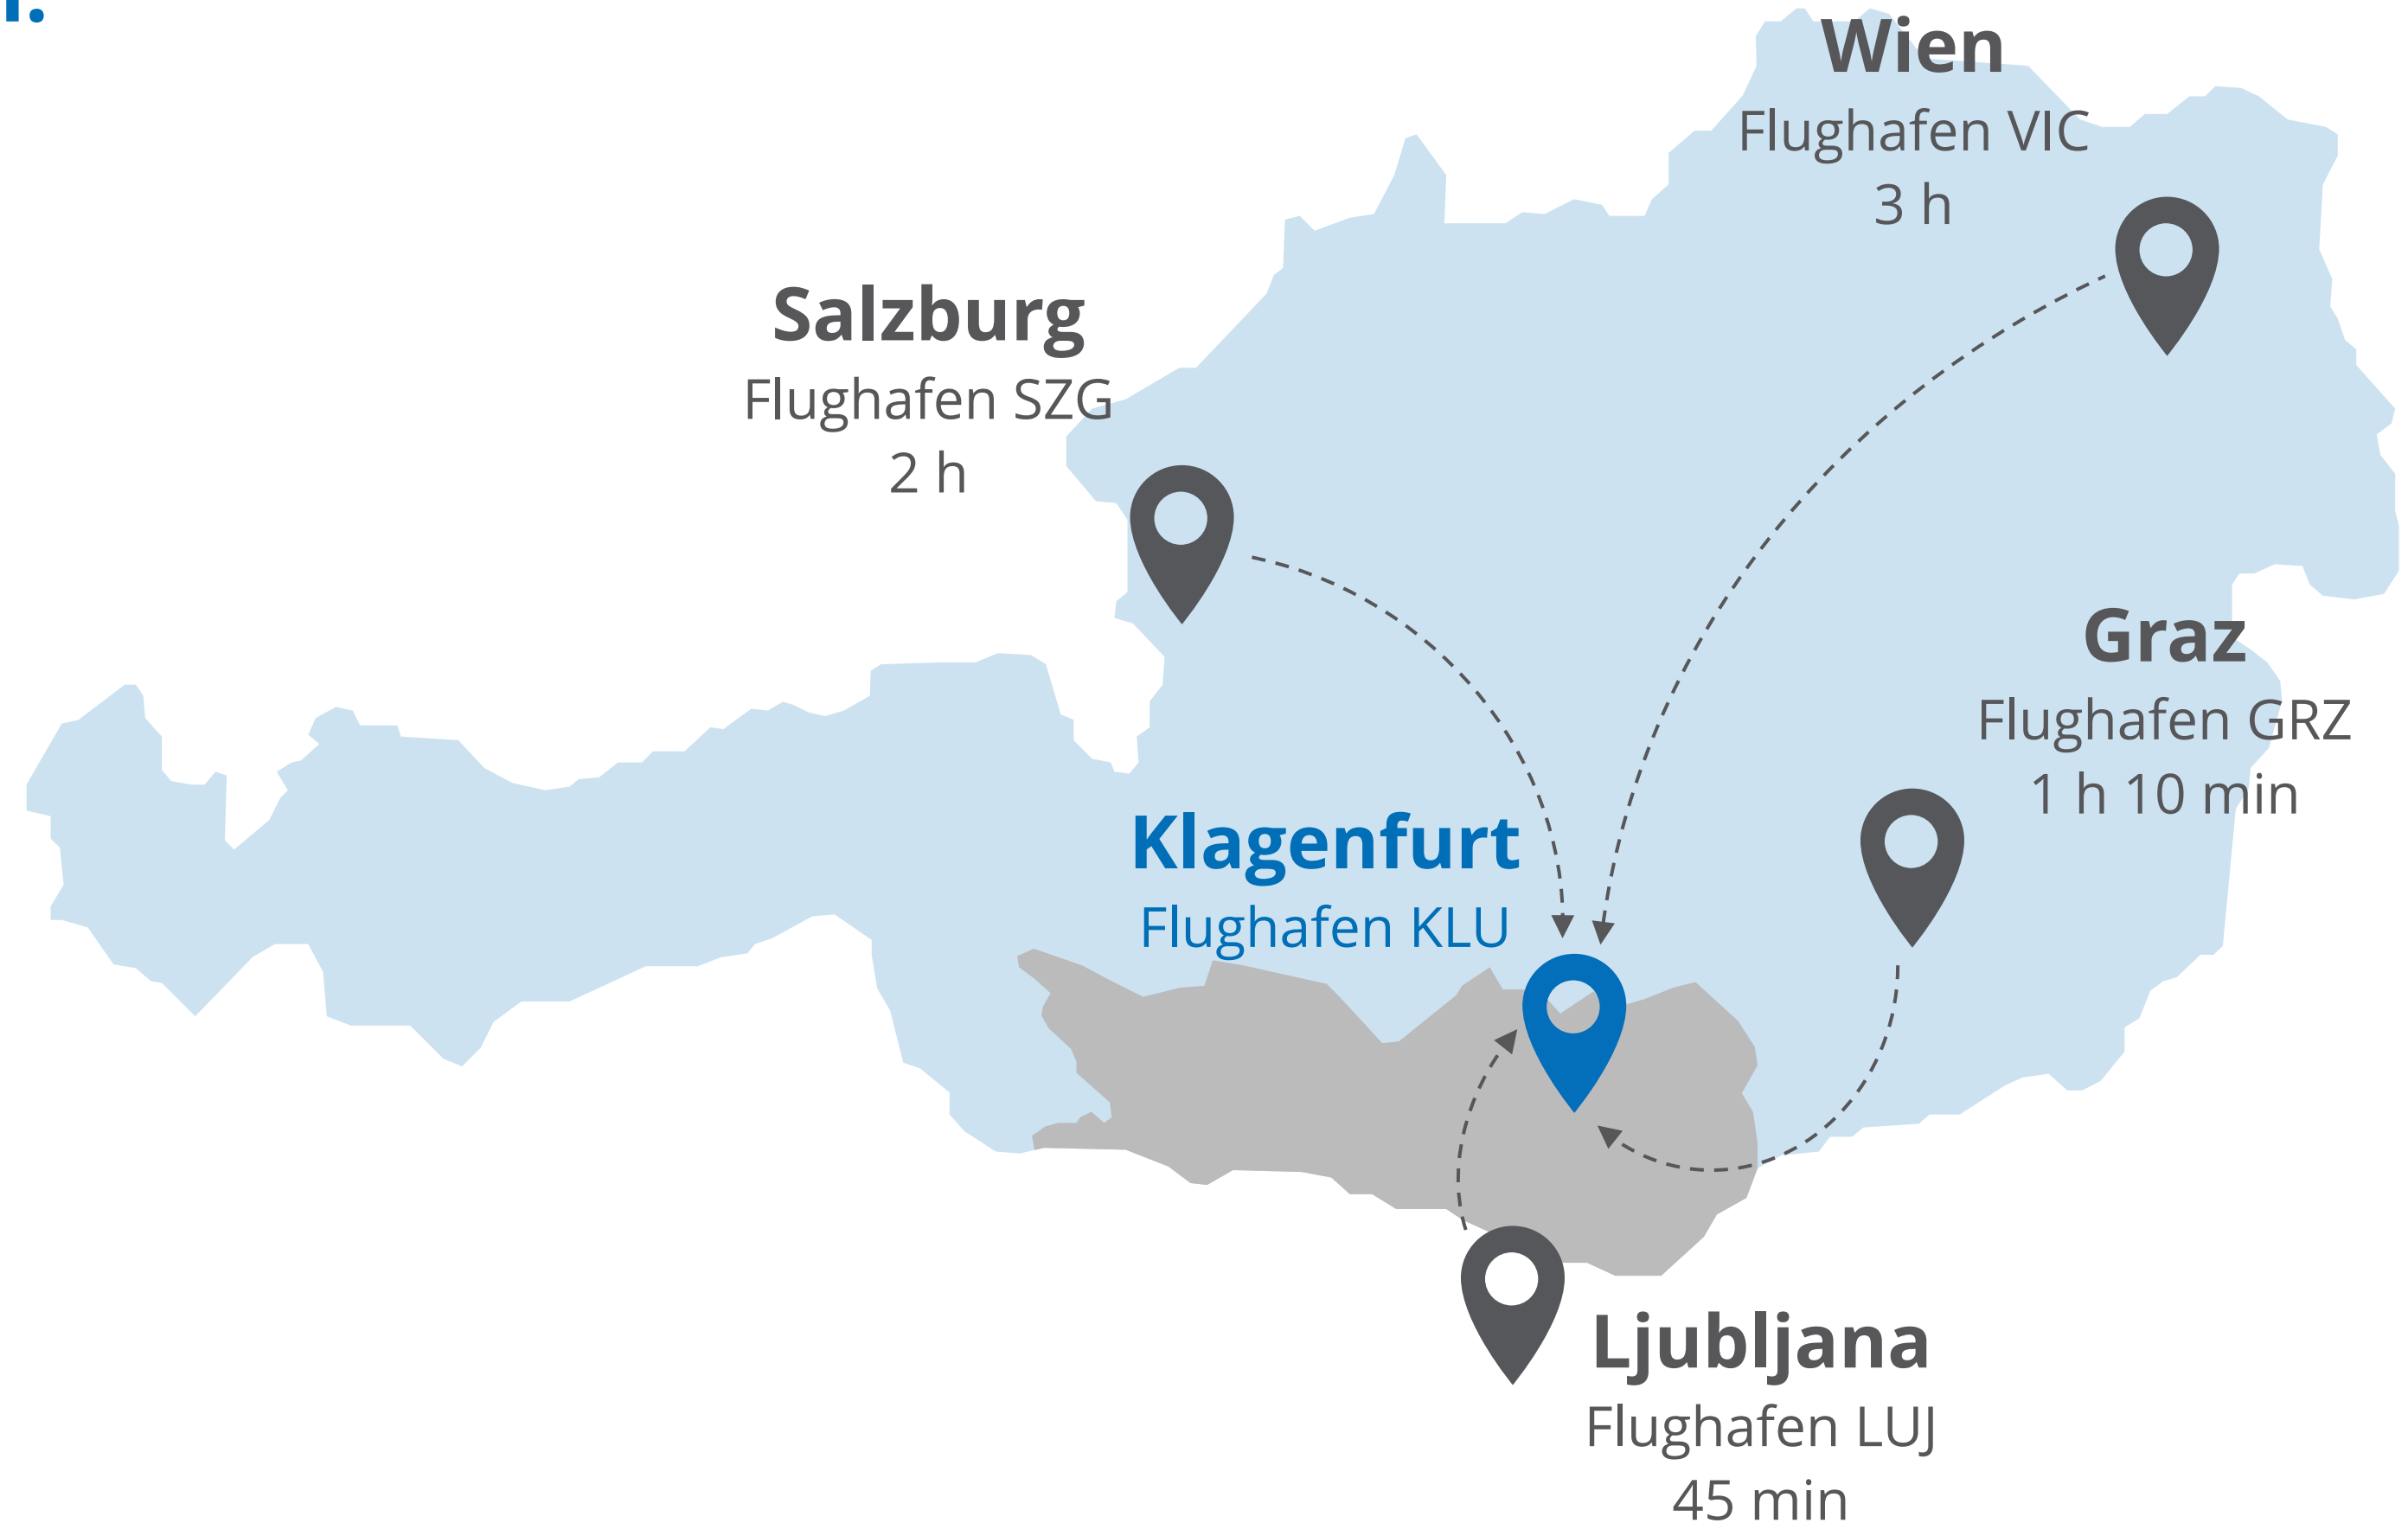 Wien
Flughafen VIC
3 h
Salzburg
Flughafen SZG
2 h
Graz
Flughafen GRZ
1 h 10 min
Klagenfurt
Flughafen KLU
Ljubljana
Flughafen LUJ
45 min